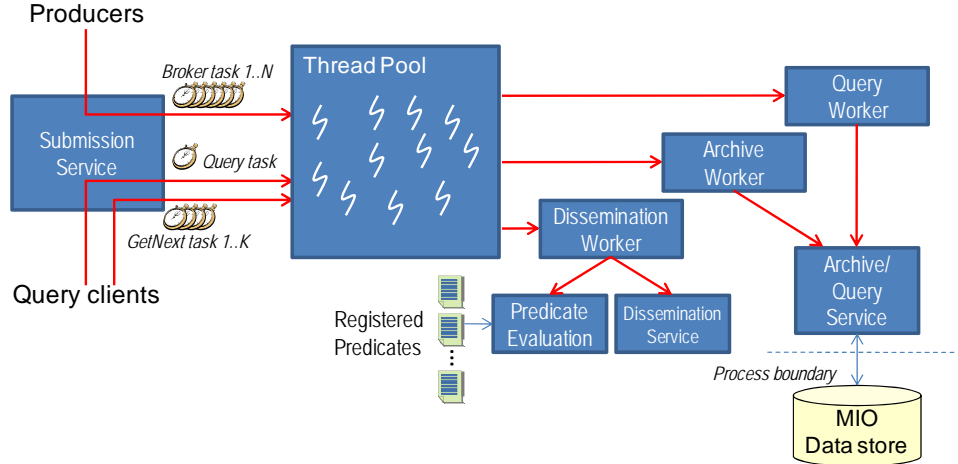 Producers
Broker task 1..N
Thread Pool
Submission
Service
Query task
GetNext task 1..K
Query clients
Query
Worker
Archive
Worker
Dissemination
Worker
Registered
Predicates
Predicate
Evaluation
Dissemination
Service
Archive/
Query
Service
Process boundary
MIO
Data store